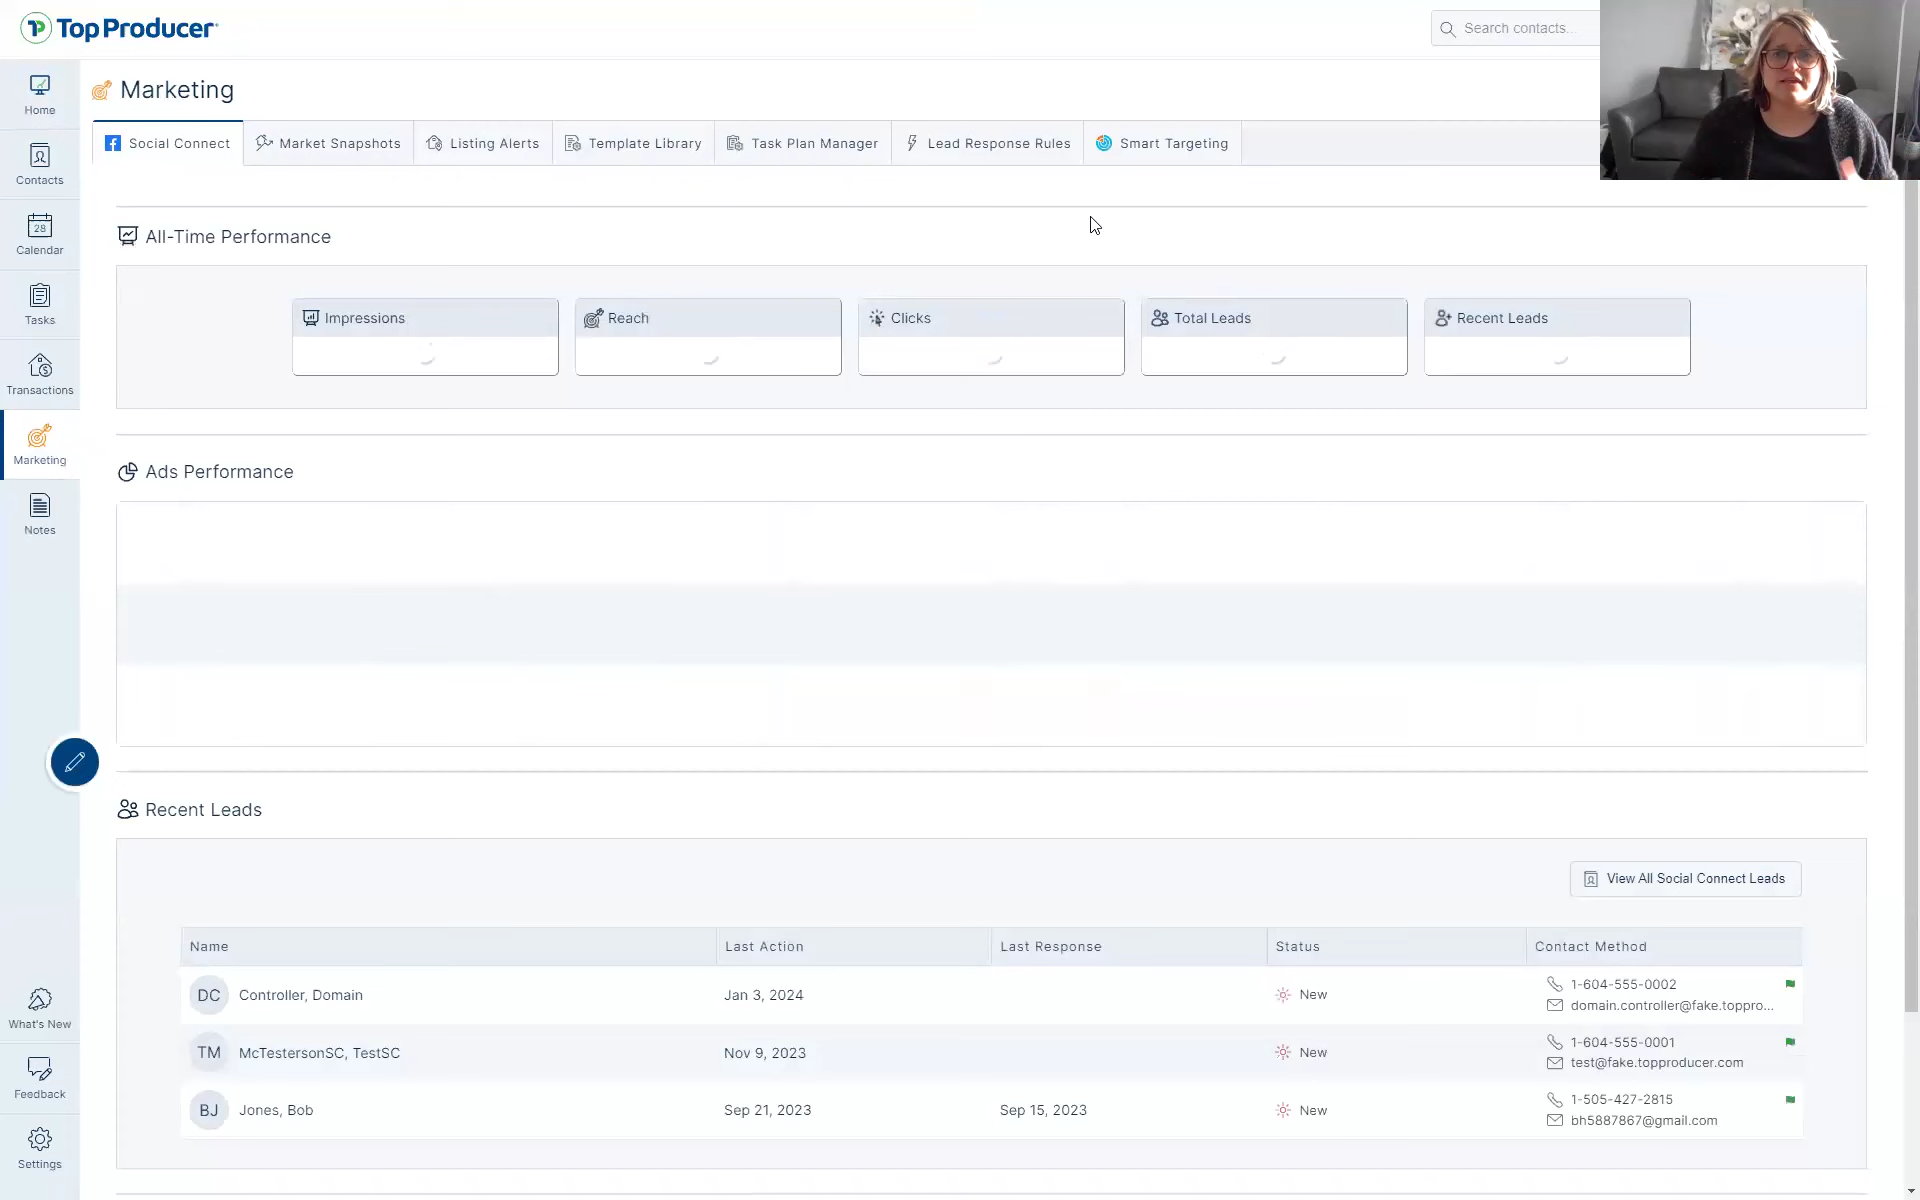 TopProducer
Search contacts...
Home
Contacts
28
Calendar
Tasks
Transactions
Marketing
Notes
What's New
Feedback
Settings
Marketing
Social Connect
Market Snapshots
Listing Alerts
Template Library
Task Plan Manager
Lead Response Rules
Smart Targeting
All-Time Performance
Impressions
Reach
Clicks
Total Leads
Recent Leads
Ads Performance
Recent Leads
View All Social Connect Leads
Name Last Action Last Response Status Contact Method
DC Controller, Domain Jan 3, 2024 New 1-604-555-0002
domain.controller@fake.toppro...
TM McTestersonSC, TestSC Nov 9, 2023 New 1-604-555-0001
test@fake.topproducer.com
BJ Jones, Bob Sep 21, 2023 Sep 15, 2023 New 1-505-427-2815
bh5887867@gmail.com